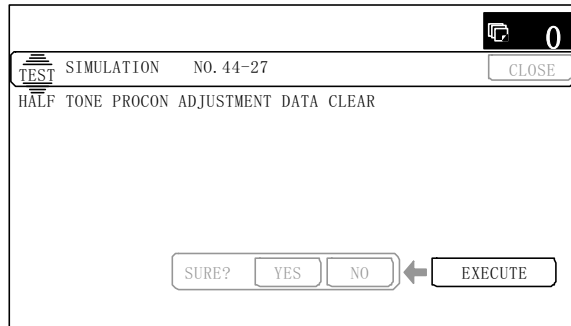 0
TEST SIMULATION NO. 44-27 CLOSE
HALF TONE PROCON ADJUSTMENT DATA CLEAR
SURE? YES NO EXECUTE